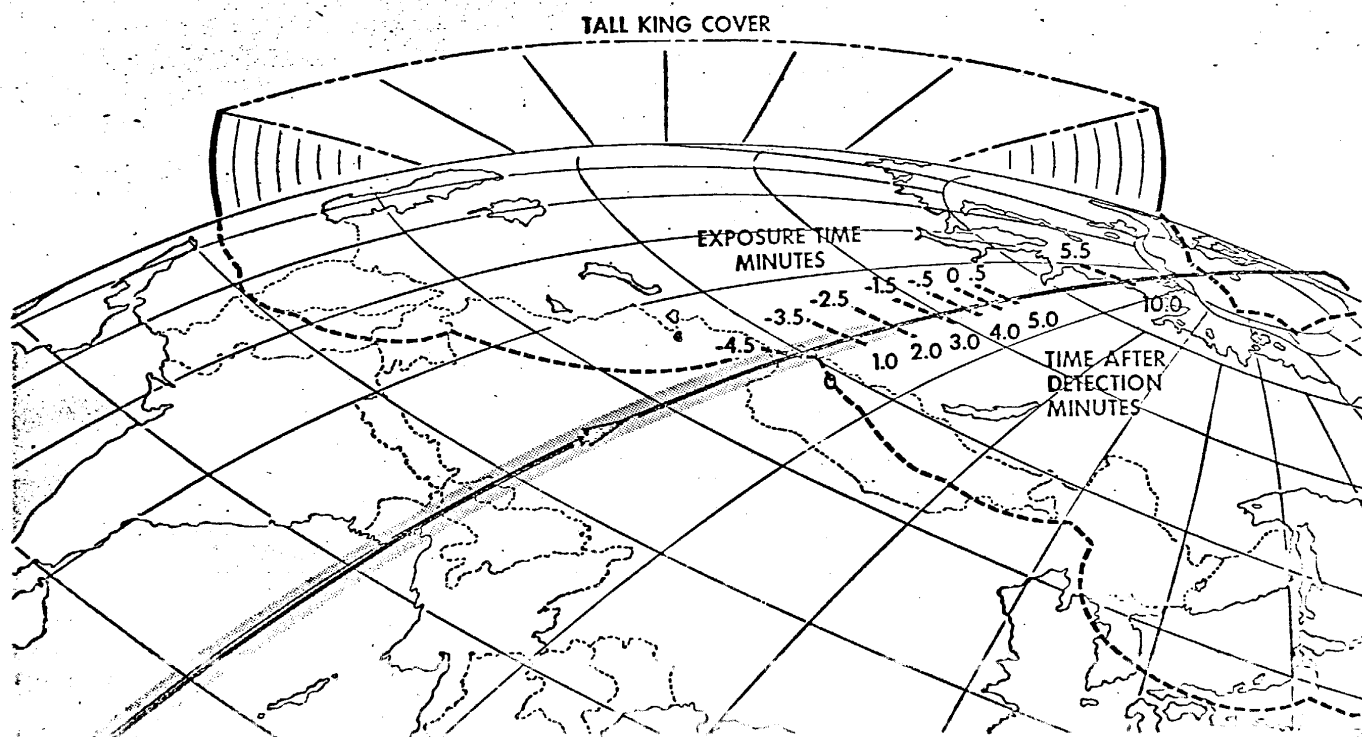 TALL KING COVER
EXPOSURE TIME
MINUTES
-4.5
-3.5
-2.5
-1.5
-.5
0
.5
5.5
1.0
2.0
3.0
4.0
5.0
10.0
TIME AFTER
DETECTION
MINUTES